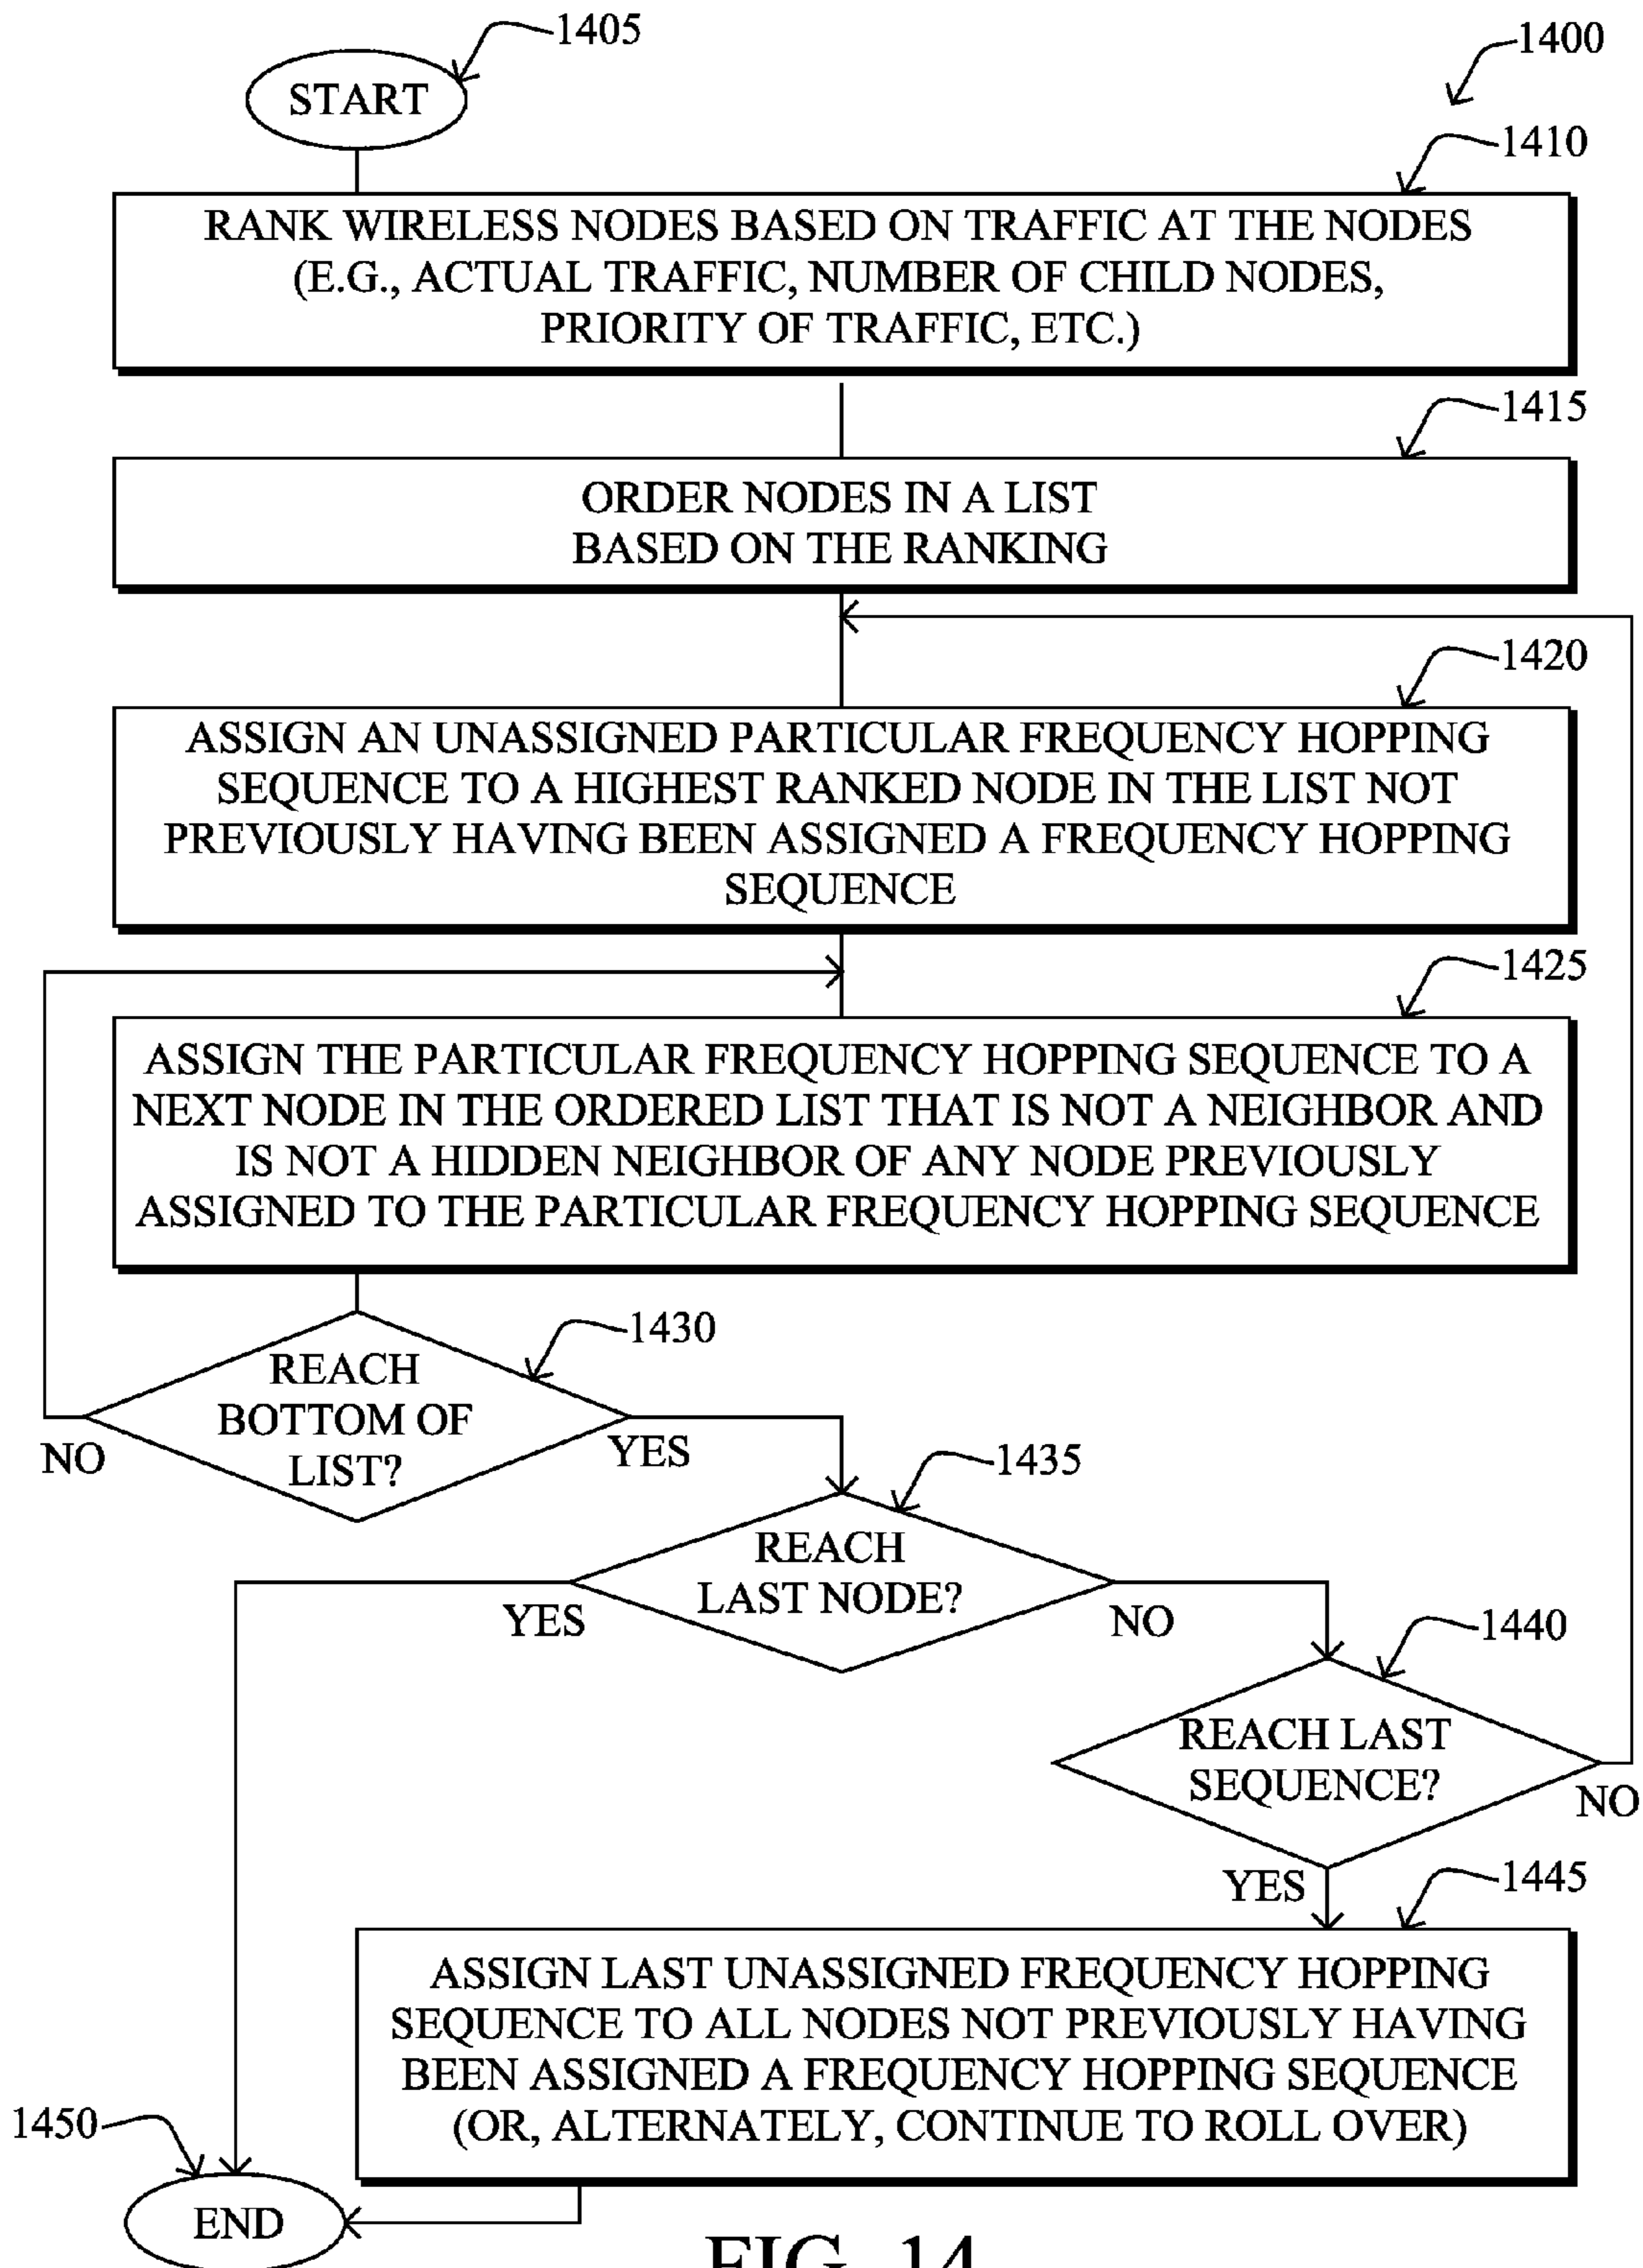 1405
1400
START
1410
RANK WIRELESS NODES BASED ON TRAFFIC AT THE NODES
(E.G., ACTUAL TRAFFIC, NUMBER OF CHILD NODES,
PRIORITY OF TRAFFIC, ETC.)
1415
ORDER NODES IN A LIST
BASED ON THE RANKING
1420
ASSIGN AN UNASSIGNED PARTICULAR FREQUENCY HOPPING
SEQUENCE TO A HIGHEST RANKED NODE IN THE LIST NOT
PREVIOUSLY HAVING BEEN ASSIGNED A FREQUENCY HOPPING
SEQUENCE
1425
ASSIGN THE PARTICULAR FREQUENCY HOPPING SEQUENCE TO A
NEXT NODE IN THE ORDERED LIST THAT IS NOT A NEIGHBOR AND
IS NOT A HIDDEN NEIGHBOR OF ANY NODE PREVIOUSLY
ASSIGNED TO THE PARTICULAR FREQUENCY HOPPING SEQUENCE
1430
REACH
BOTTOM OF
LIST?
NO
YES
1435
REACH
LAST NODE?
YES
NO
1440
REACH LAST
SEQUENCE?
NO
YES
1445
ASSIGN LAST UNASSIGNED FREQUENCY HOPPING
SEQUENCE TO ALL NODES NOT PREVIOUSLY HAVING
BEEN ASSIGNED A FREQUENCY HOPPING SEQUENCE
(OR, ALTERNATELY, CONTINUE TO ROLL OVER)
1450
END
FIG. 14